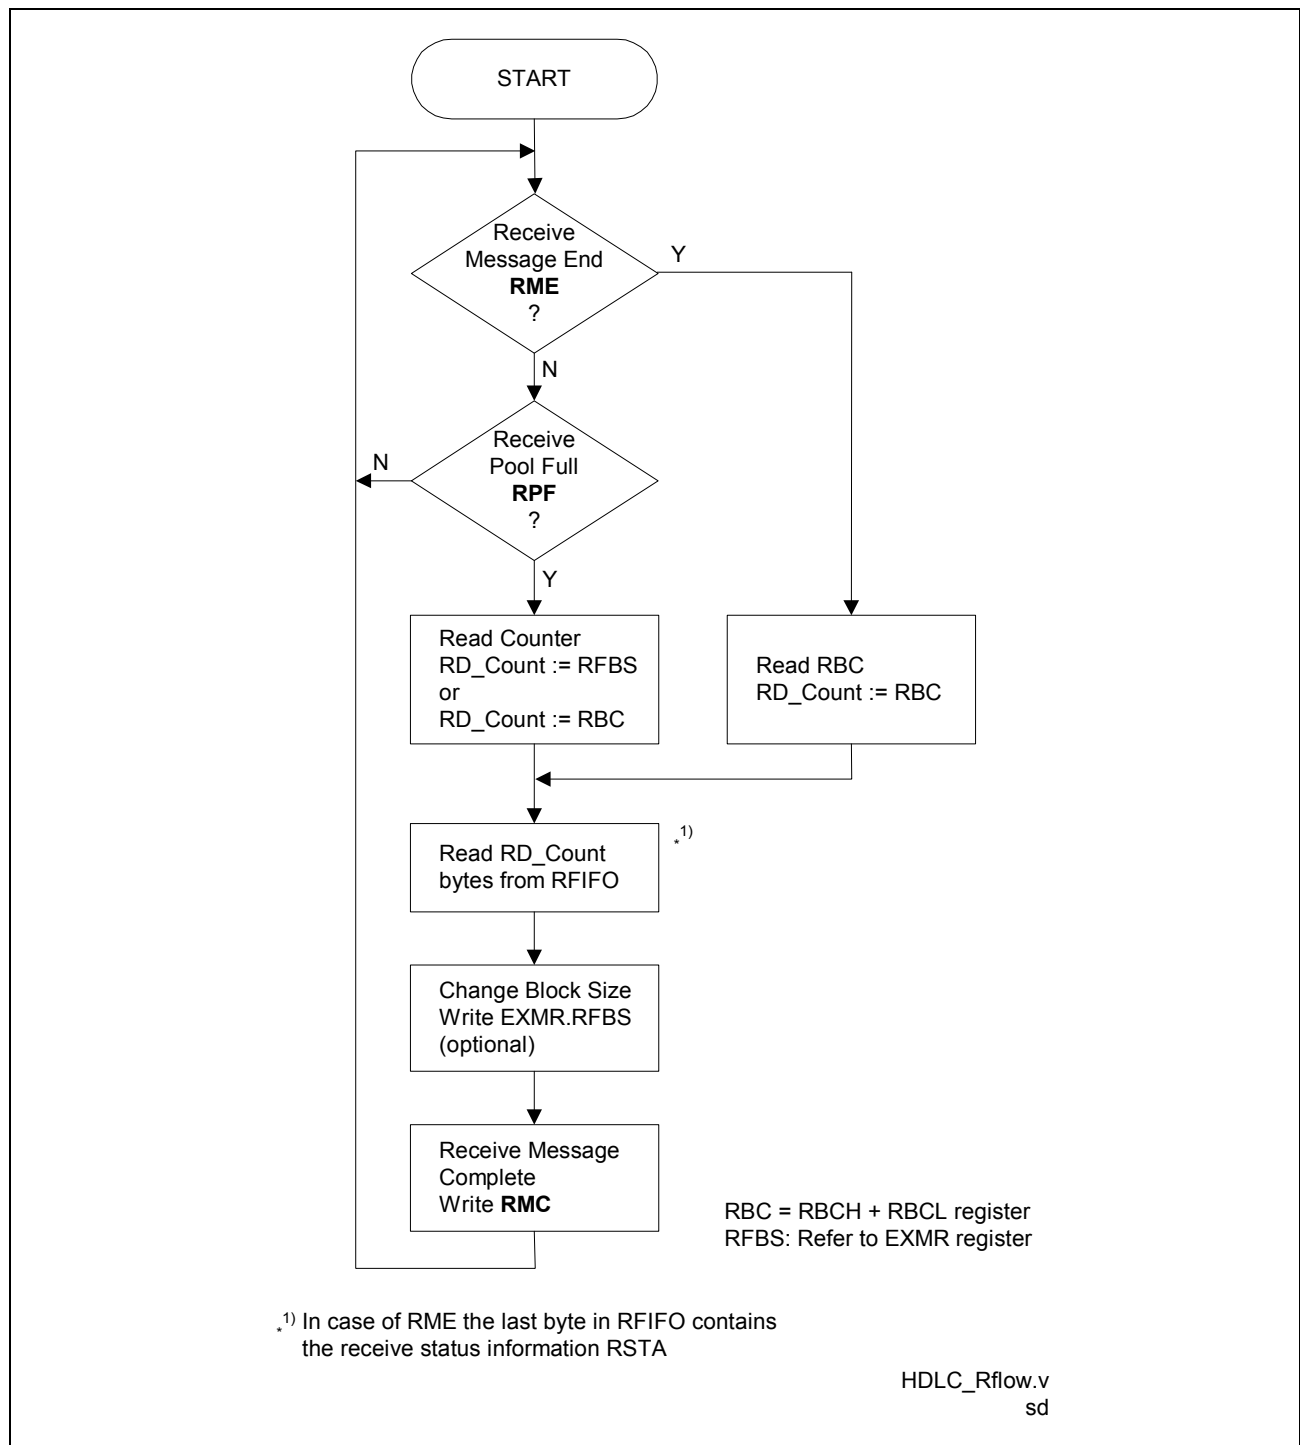 START
Receive
Message End
RME
?
Y
N
Receive
Pool Full
RPF
?
N
Y
Read Counter
RD_Count := RFBS
or
RD_Count := RBC
Read RBC
RD_Count := RBC
Read RD_Count
bytes from RFIFO
*1)
Change Block Size
Write EXMR.RFBS
(optional)
Receive Message
Complete
Write RMC
RBC = RBCH + RBCL register
RFBS: Refer to EXMR register
*1) In case of RME the last byte in RFIFO contains
the receive status information RSTA
HDLC_Rflow.v
sd